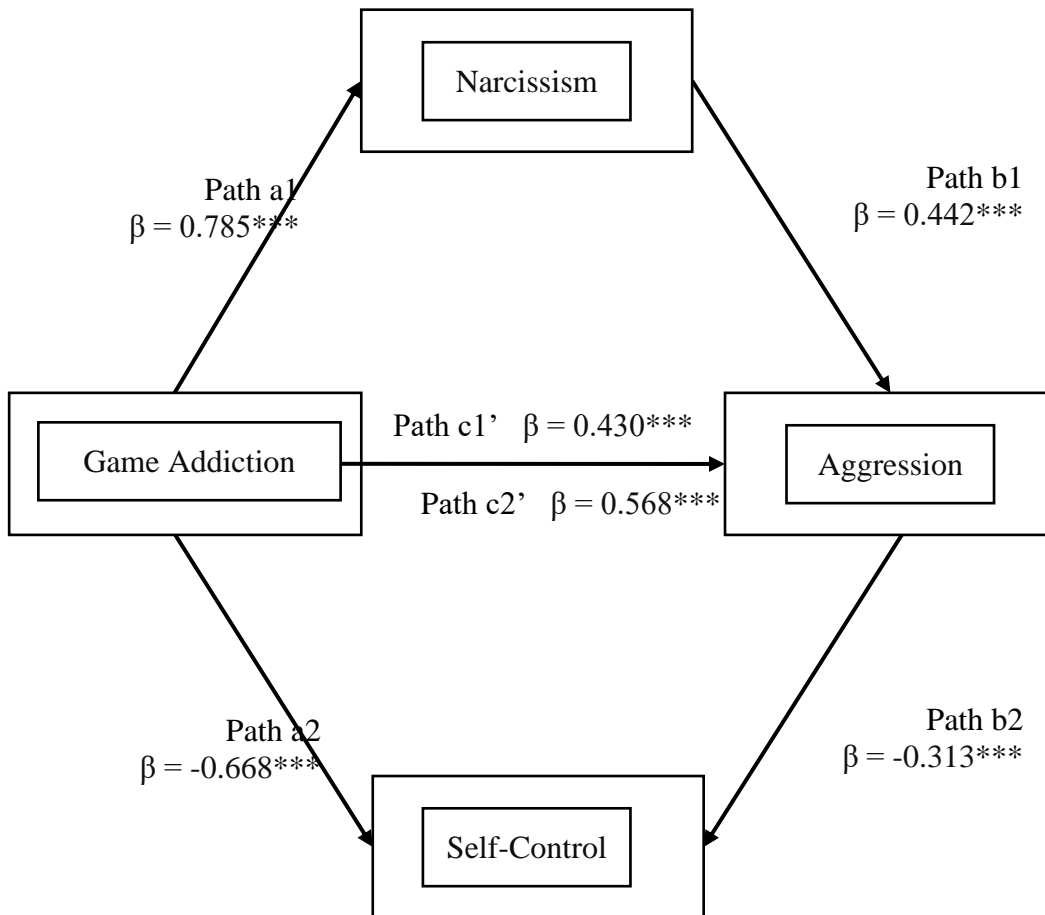 Narcissism
Path a1
β = 0.785***
Path b1
β = 0.442***
Path c1’ β = 0.430***
Game Addiction
Aggression
Path c2’ β = 0.568***
Path a2
β = -0.668***
Path b2
β = -0.313***
Self-Control